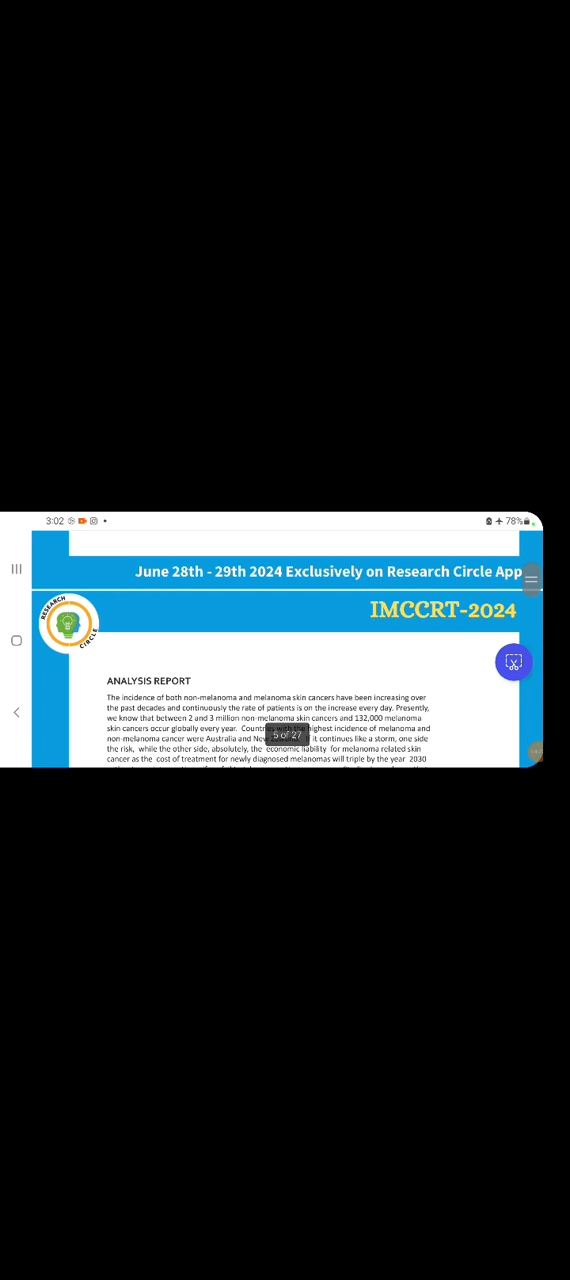 3:02
78%
June 28th - 29th 2024 Exclusively on Research Circle App
RESEARCH CIRCLE
IMCCRT-2024
ANALYSIS REPORT
The incidence of both non-melanoma and melanoma skin cancers have been increasing over
the past decades and continuously the rate of patients is on the increase every day. Presently,
we know that between 2 and 3 million non-melanoma skin cancers and 132,000 melanoma
skin cancers occur globally every year. Countries with the highest incidence of melanoma and
non-melanoma cancer were Australia and New it continues like a storm, one side
5 of 27
the risk, while the other side, absolutely, the economic liability for melanoma related skin
cancer as the cost of treatment for newly diagnosed melanomas will triple by the year 2030